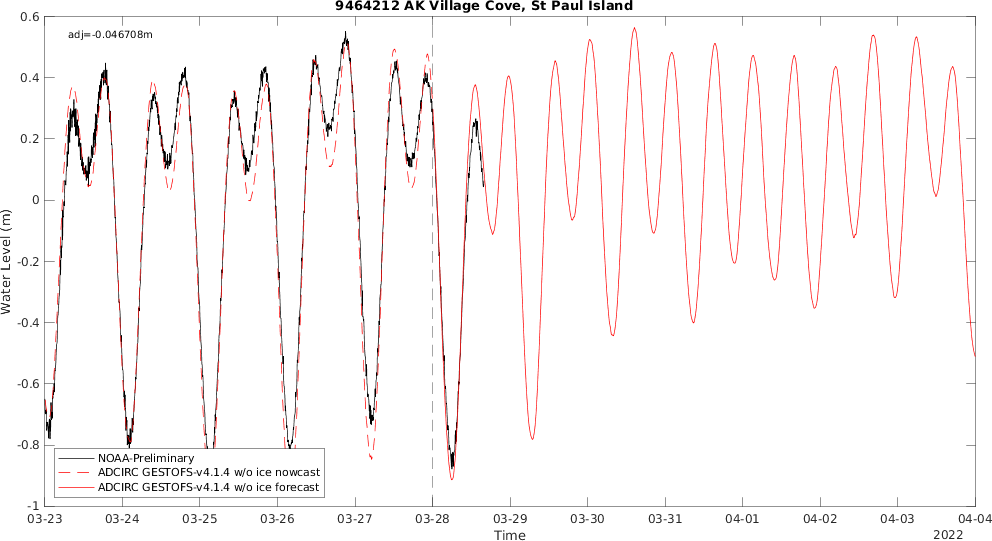 9464212 AK Village Cove, St Paul Island
adj=-0.046708m
0.6
0.4
0.2
0
-0.2
-0.4
-0.6
-0.8
-1
Water Level (m)
NOAA-Preliminary
ADCIRC GESTOFS-v4.1.4 w/o ice nowcast
ADCIRC GESTOFS-v4.1.4 w/o ice forecast
03-23 03-24 03-25 03-26 03-27 03-28 03-29 03-30 03-31 04-01 04-02 04-03 04-04
Time
2022